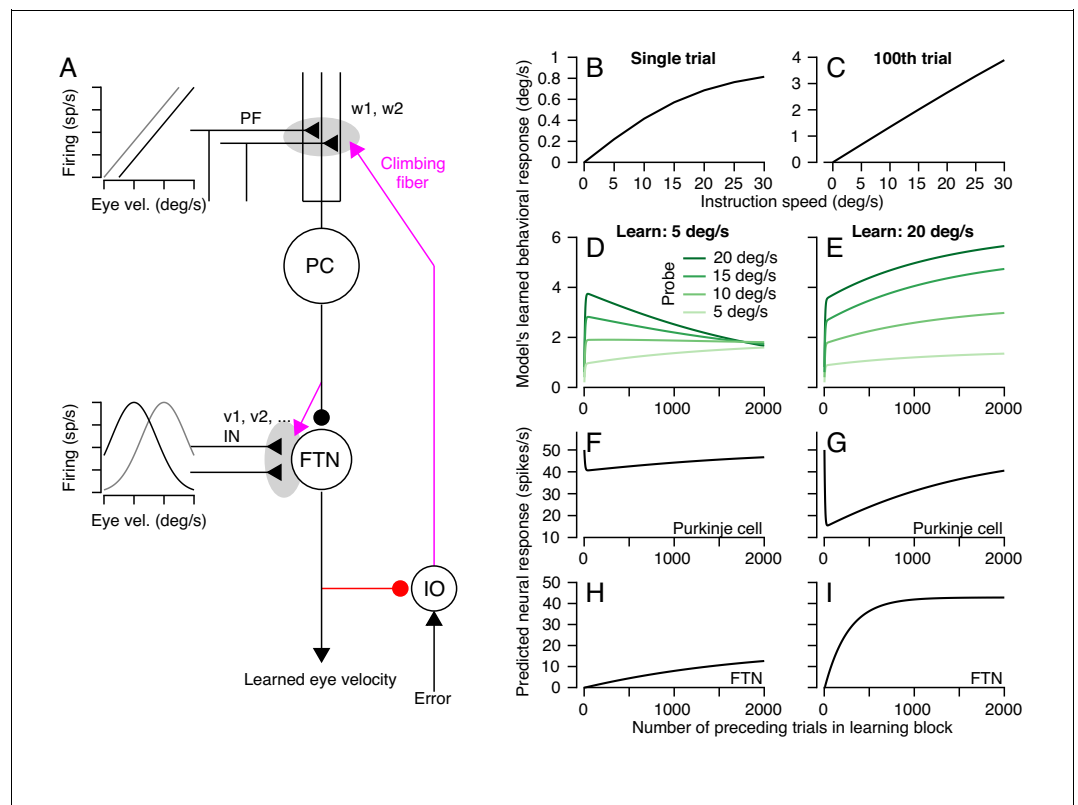 A
Firing (sp/s)
Eye vel. (deg/s)
PF
w1, w2
Climbing
fiber
PC
v1, v2, ...
IN
Firing (sp/s)
Eye vel. (deg/s)
FTN
IO
Learned eye velocity
Error
Model's learned behavioral response (deg/s)
B
Single trial
1
0.8
0.6
0.4
0.2
0
0 5 10 15 20 25 30
C
100th trial
4
3
2
1
0
0 5 10 15 20 25 30
Instruction speed (deg/s)
D
Learn: 5 deg/s
6
4
2
0
Probe
20 deg/s
15 deg/s
10 deg/s
5 deg/s
0 1000 2000
E
Learn: 20 deg/s
0 1000 2000
Predicted neural response (spikes/s)
F
50
40
30
20
10
Purkinje cell
0 1000 2000
G
Purkinje cell
0 1000 2000
H
50
40
30
20
10
0
FTN
0 1000 2000
I
FTN
0 1000 2000
Number of preceding trials in learning block